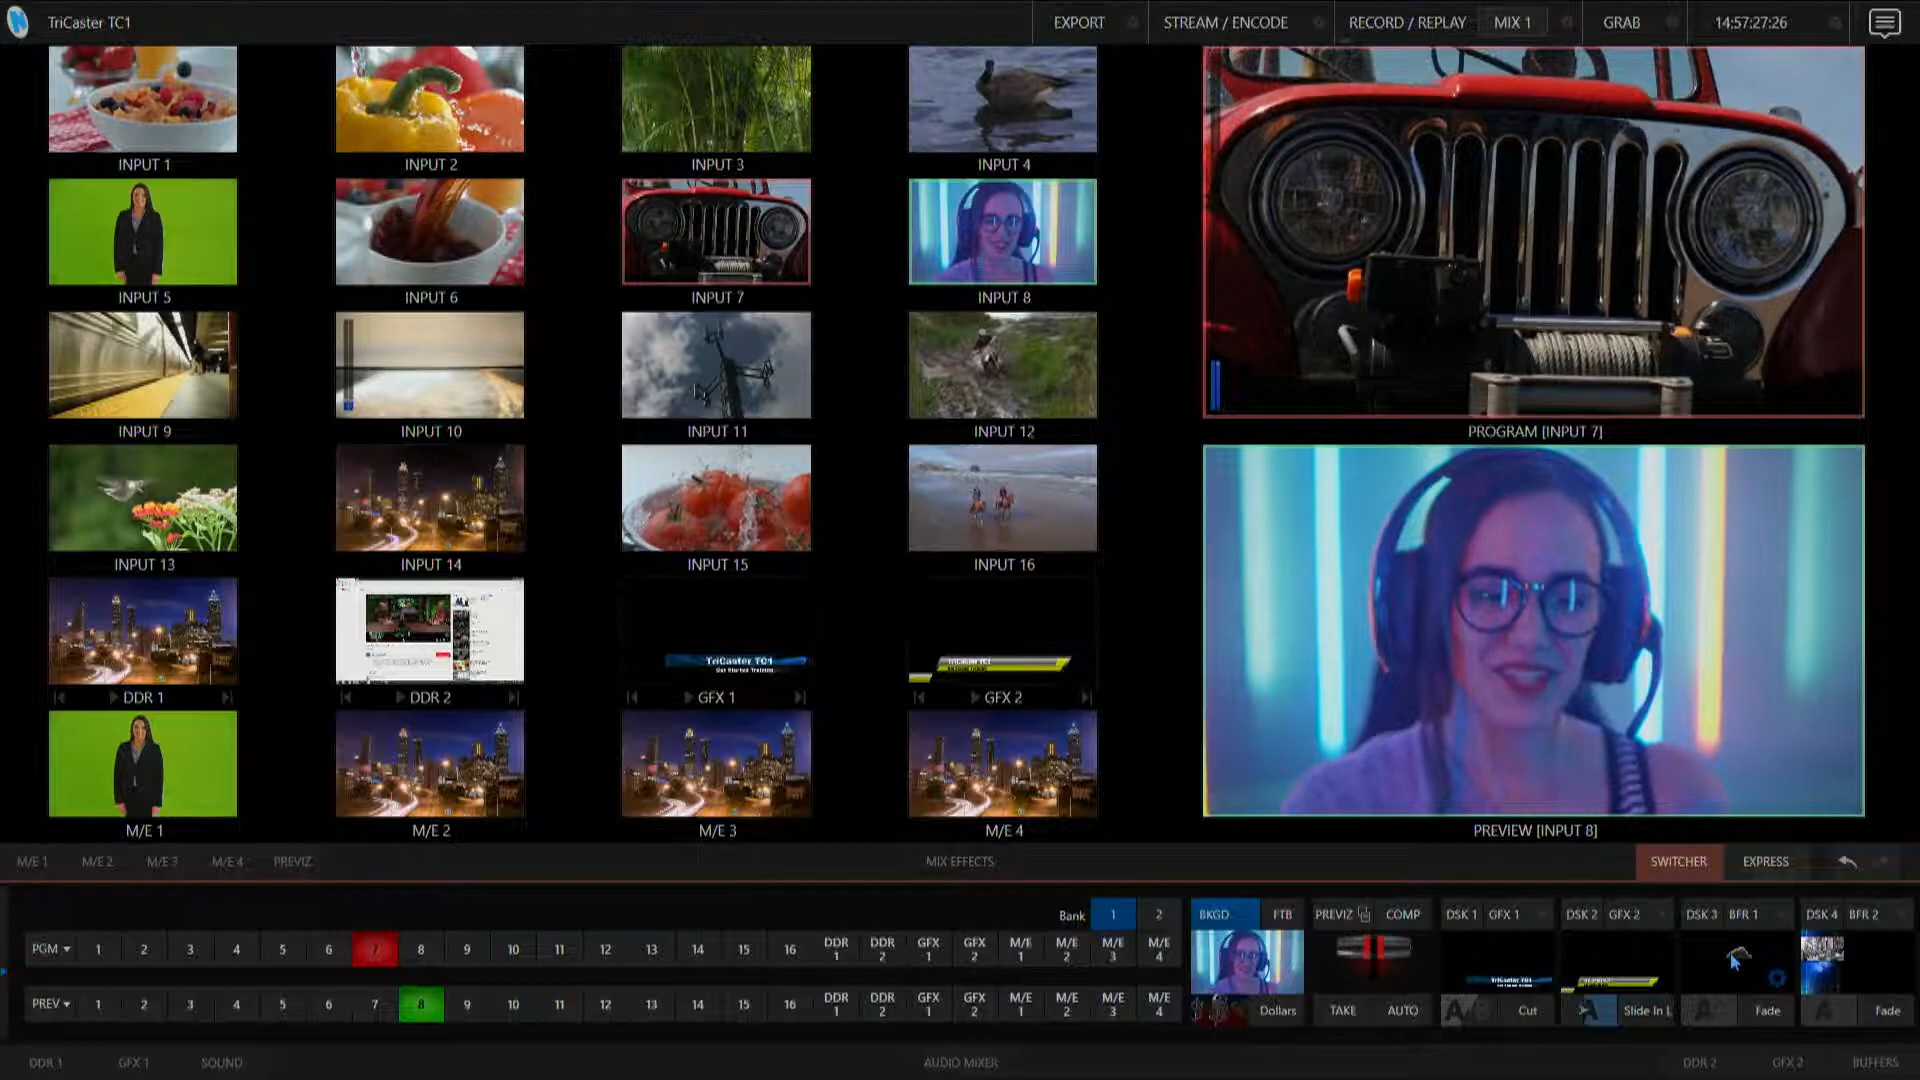 TriCaster TC1
EXPORT
STREAM / ENCODE
RECORD / REPLAY
MIX 1
GRAB
14:57:27:26
INPUT 1
INPUT 2
INPUT 3
INPUT 4
INPUT 5
INPUT 6
INPUT 7
INPUT 8
INPUT 9
INPUT 10
INPUT 11
INPUT 12
PROGRAM [INPUT 7]
INPUT 13
INPUT 14
INPUT 15
INPUT 16
TriCaster TC1
Get Started Training
TriCaster TC1
DDR 1
DDR 2
GFX 1
GFX 2
M/E 1
M/E 2
M/E 3
M/E 4
PREVIEW [INPUT 8]
M/E 1 M/E 2 M/E 3 M/E 4 PREVIZ
MIX EFFECTS
SWITCHER
EXPRESS
Bank 1 2
BKGD FTB
PREVIZ COMP
DSK 1 GFX 1
DSK 2 GFX 2
DSK 3 BFR 1
DSK 4 BFR 2
PGM 1 2 3 4 5 6 7 8 9 10 11 12 13 14 15 16 DDR 1 DDR 2 GFX 1 GFX 2 M/E 1 M/E 2 M/E 3 M/E 4
TriCaster TC1
PREV 1 2 3 4 5 6 7 8 9 10 11 12 13 14 15 16 DDR 1 DDR 2 GFX 1 GFX 2 M/E 1 M/E 2 M/E 3 M/E 4
Dollars
TAKE AUTO
Cut
Slide In L
Fade
Fade
DDR 1
GFX 1
SOUND
AUDIO MIXER
DDR 2
GFX 2
BUFFERS